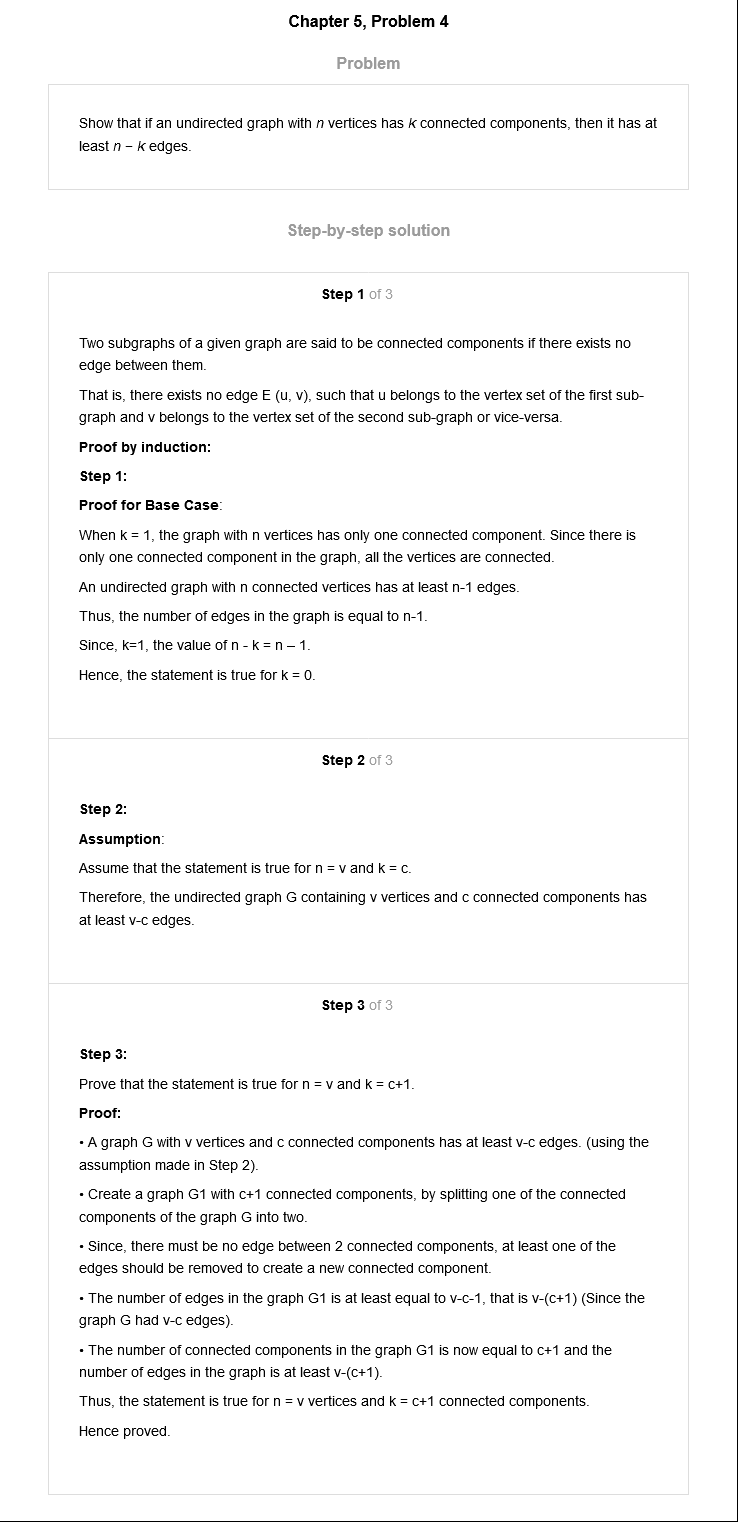 Chapter 5, Problem 4
Problem
Show that if an undirected graph with n vertices has k connected components, then it has at
least n − k edges.
Step-by-step solution
Step 1 of 3
Two subgraphs of a given graph are said to be connected components if there exists no
edge between them.
That is, there exists no edge E (u, v), such that u belongs to the vertex set of the first sub-
graph and v belongs to the vertex set of the second sub-graph or vice-versa.
Proof by induction:
Step 1:
Proof for Base Case:
When k = 1, the graph with n vertices has only one connected component. Since there is
only one connected component in the graph, all the vertices are connected.
An undirected graph with n connected vertices has at least n-1 edges.
Thus, the number of edges in the graph is equal to n-1.
Since, k=1, the value of n - k = n – 1.
Hence, the statement is true for k = 0.
Step 2 of 3
Step 2:
Assumption:
Assume that the statement is true for n = v and k = c.
Therefore, the undirected graph G containing v vertices and c connected components has
at least v-c edges.
Step 3 of 3
Step 3:
Prove that the statement is true for n = v and k = c+1.
Proof:
• A graph G with v vertices and c connected components has at least v-c edges. (using the
assumption made in Step 2).
• Create a graph G1 with c+1 connected components, by splitting one of the connected
components of the graph G into two.
• Since, there must be no edge between 2 connected components, at least one of the
edges should be removed to create a new connected component.
• The number of edges in the graph G1 is at least equal to v-c-1, that is v-(c+1) (Since the
graph G had v-c edges).
• The number of connected components in the graph G1 is now equal to c+1 and the
number of edges in the graph is at least v-(c+1).
Thus, the statement is true for n = v vertices and k = c+1 connected components.
Hence proved.